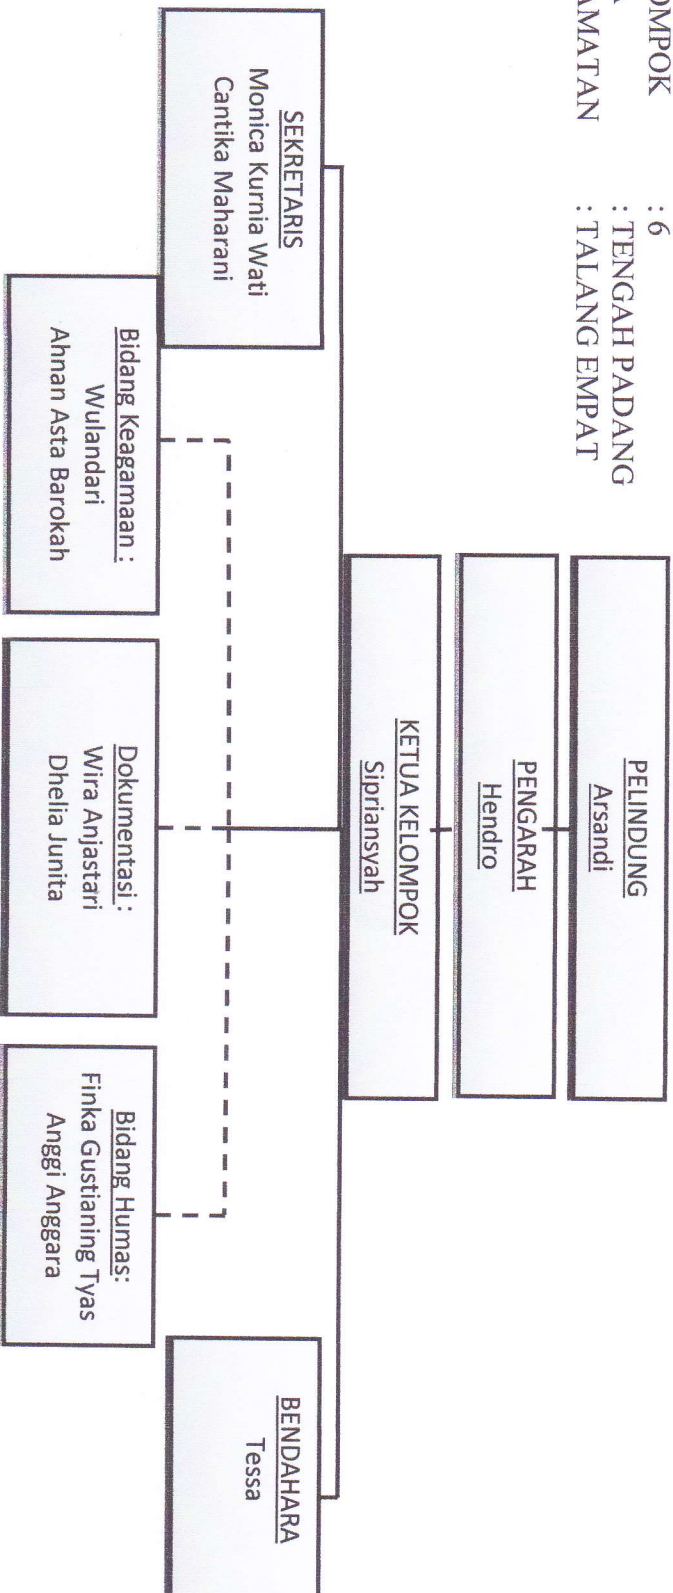 OMPOK : 6
A : TENGAH PADANG
AMATAN : TALANG EMPAT
PELINDUNG
Arsandi
PENGARAH
Hendro
KETUA KELOMPOK
Sipriansyah
SEKRETARIS
Monica Kurnia Wati
Cantika Maharani
BENDAHARA
Tessa
Bidang Keagamaan :
Wulandari
Ahnan Asta Barokah
Dokumentasi :
Wira Anjastari
Dhelia Junita
Bidang Humas:
Finka Gustianing Tyas
Anggi Anggara